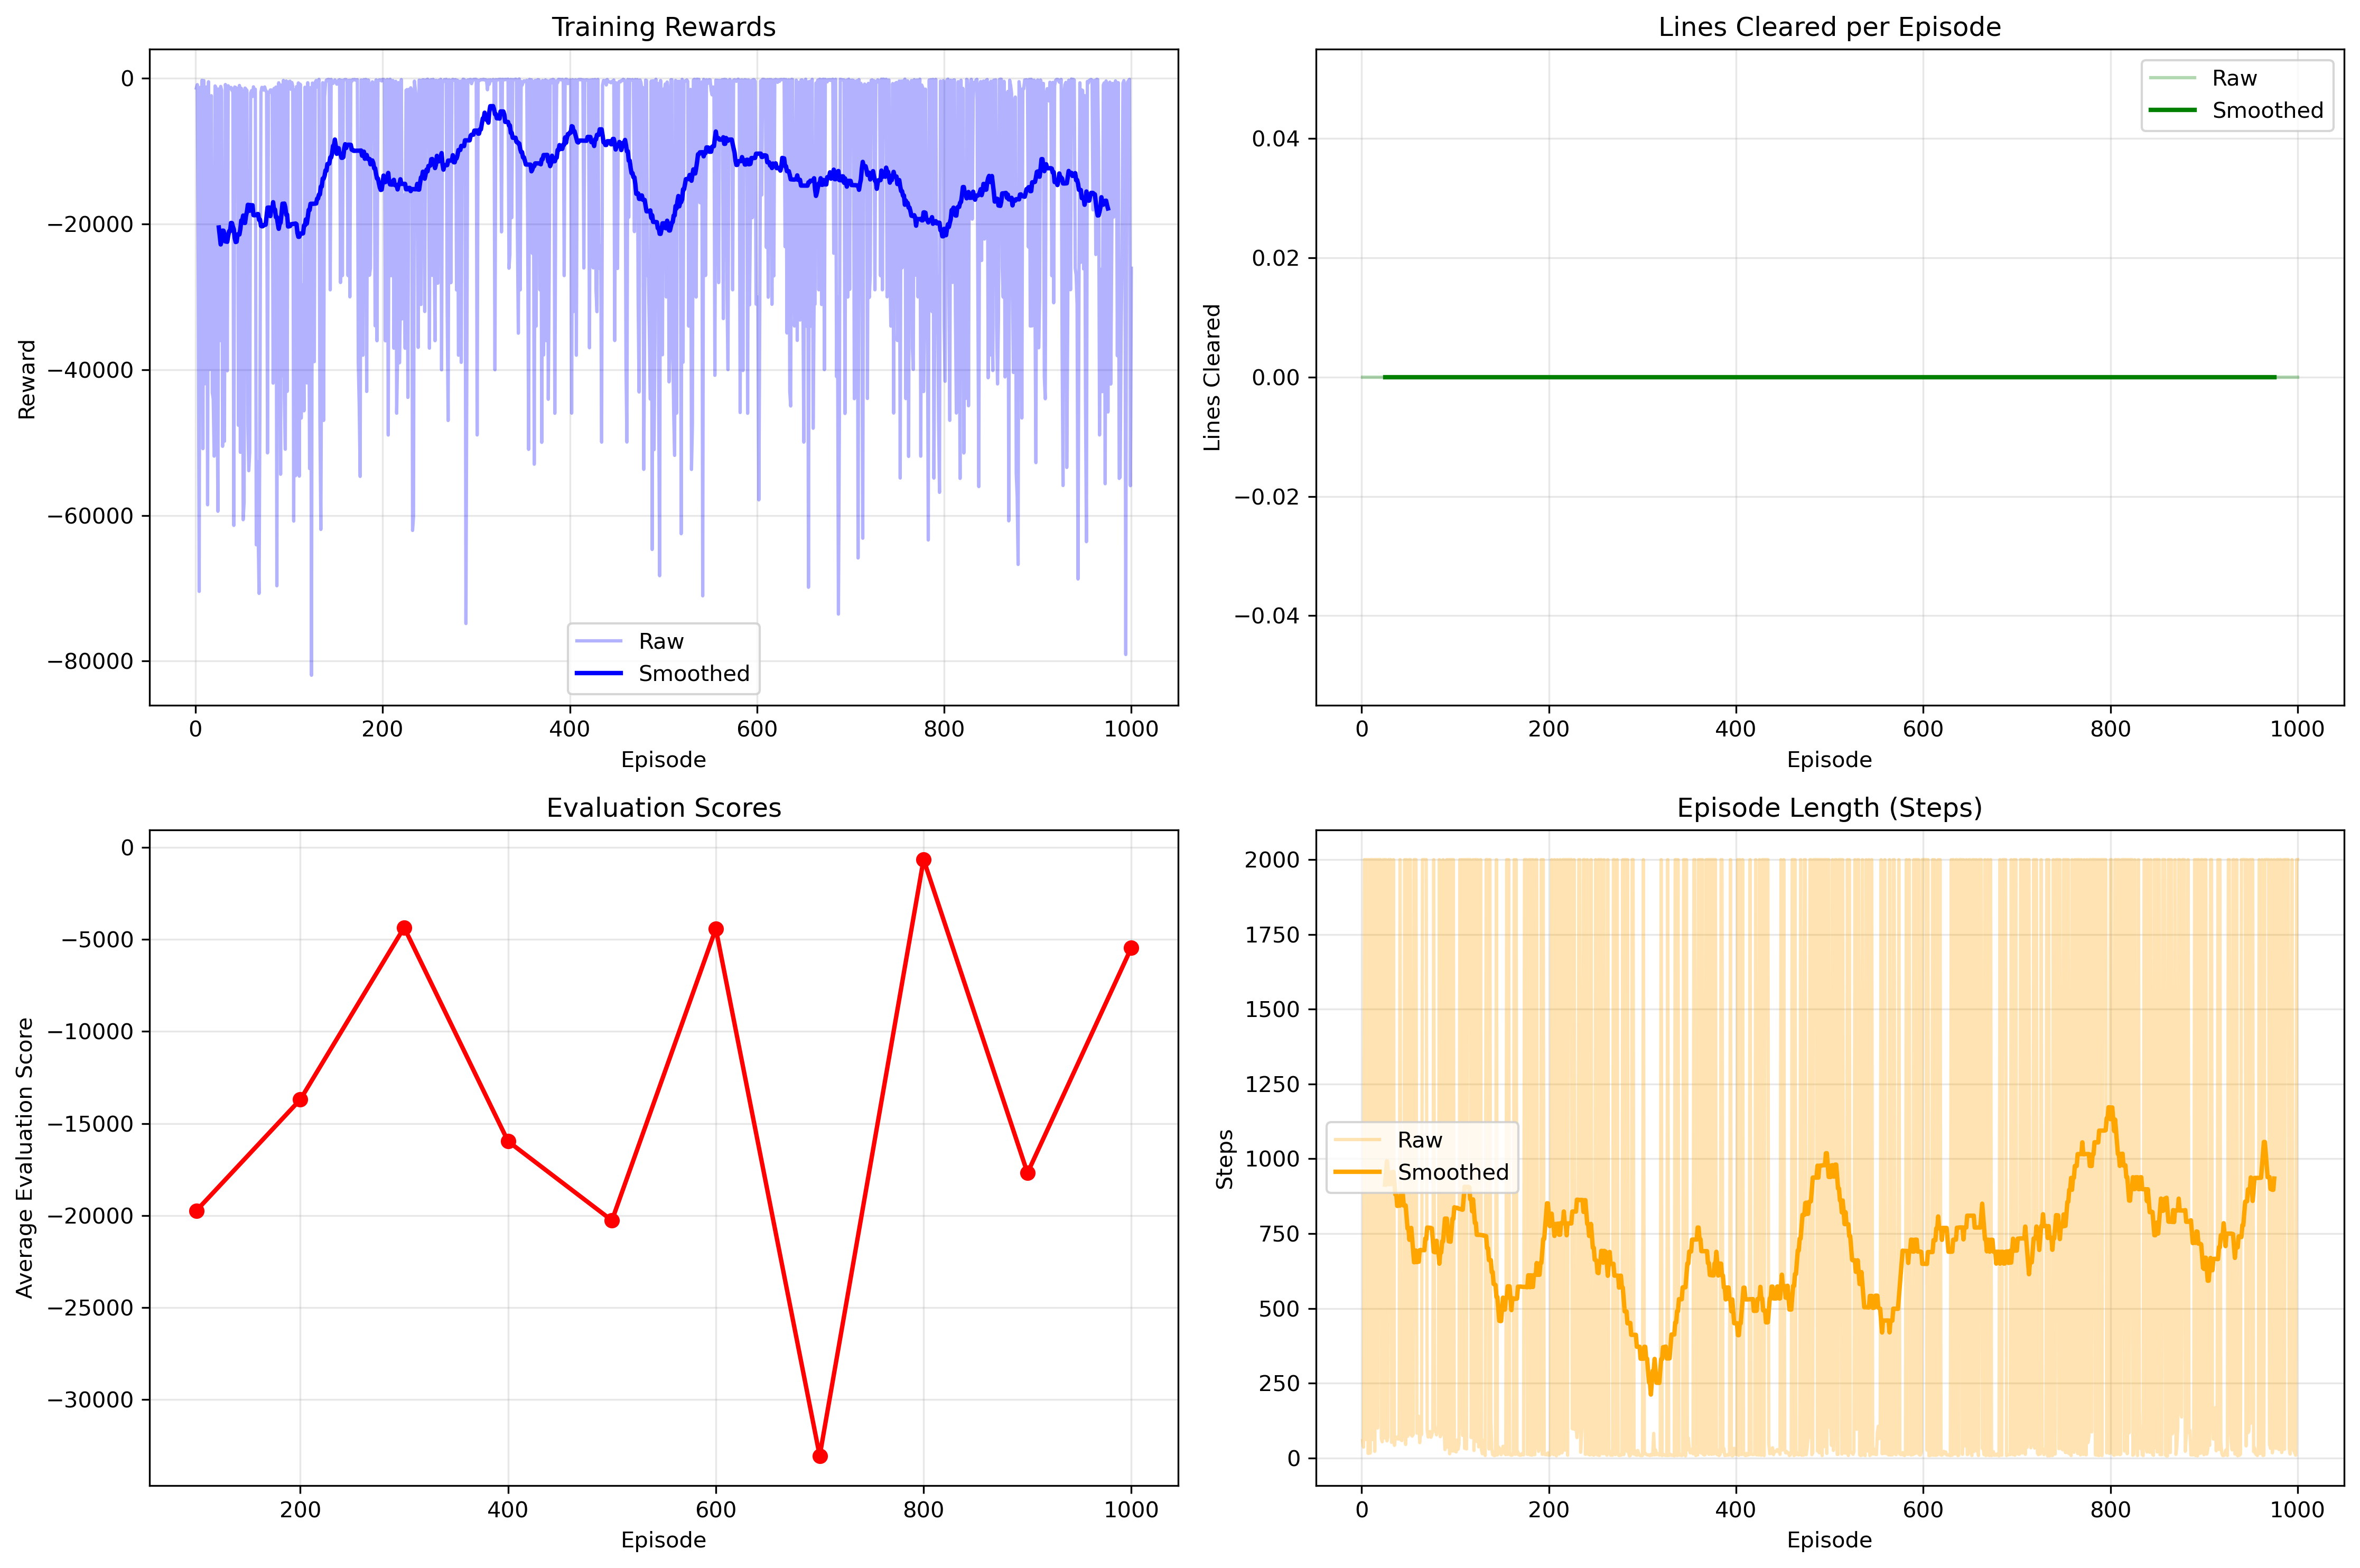 Training Rewards
Reward
0
−20000
−40000
−60000
−80000
Raw
Smoothed
0 200 400 600 800 1000
Episode
Lines Cleared per Episode
Lines Cleared
0.04
0.02
0.00
−0.02
−0.04
Raw
Smoothed
0 200 400 600 800 1000
Episode
Evaluation Scores
Average Evaluation Score
0
−5000
−10000
−15000
−20000
−25000
−30000
200 400 600 800 1000
Episode
Episode Length (Steps)
Steps
2000
1750
1500
1250
1000
750
500
250
0
Raw
Smoothed
0 200 400 600 800 1000
Episode